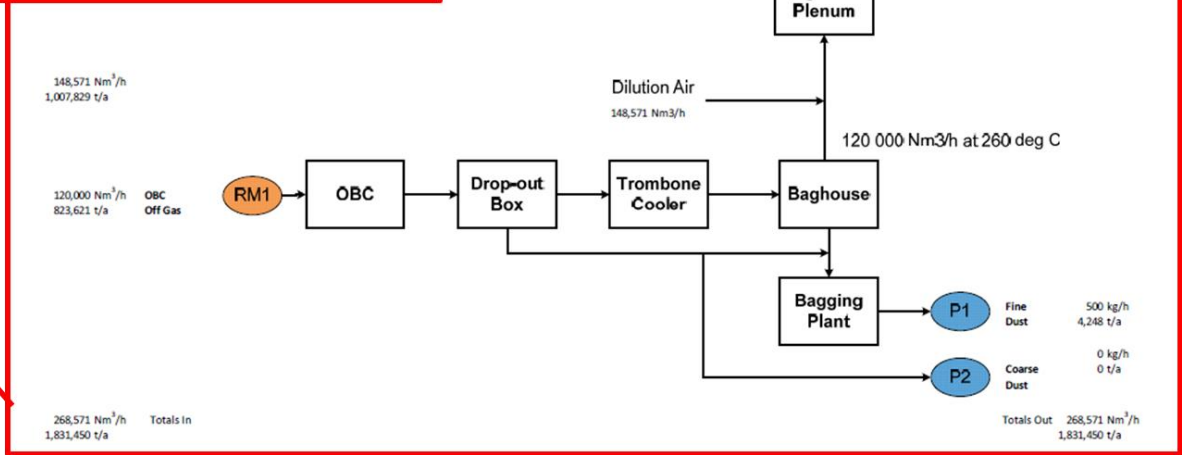 Plenum
148,571 Nm³/h
1,007,829 t/a
Dilution Air
148,571 Nm3/h
120 000 Nm3/h at 260 deg C
120,000 Nm³/h OBC
823,621 t/a Off Gas
RM1
OBC
Drop-out
Box
Trombone
Cooler
Baghouse
Bagging
Plant
P1
Fine 500 kg/h
Dust 4,248 t/a
P2
0 kg/h
Coarse 0 t/a
Dust
268,571 Nm³/h Totals In
1,831,450 t/a
Totals Out 268,571 Nm³/h
1,831,450 t/a